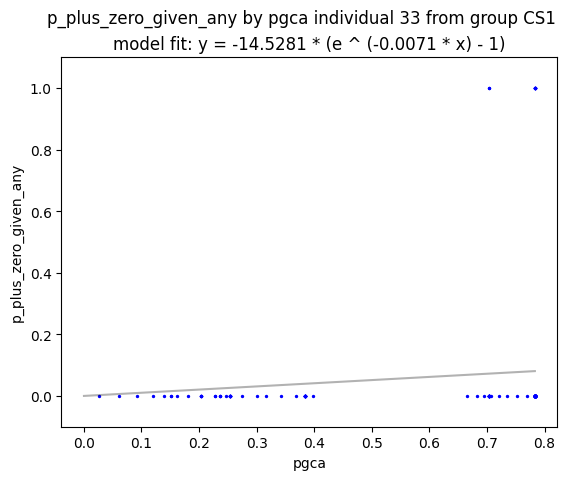 p_plus_zero_given_any by pgca individual 33 from group CS1
model fit: y = -14.5281 * (e ^ (-0.0071 * x) - 1)
p_plus_zero_given_any
1.0
0.8
0.6
0.4
0.2
0.0
0.0 0.1 0.2 0.3 0.4 0.5 0.6 0.7 0.8
pgca